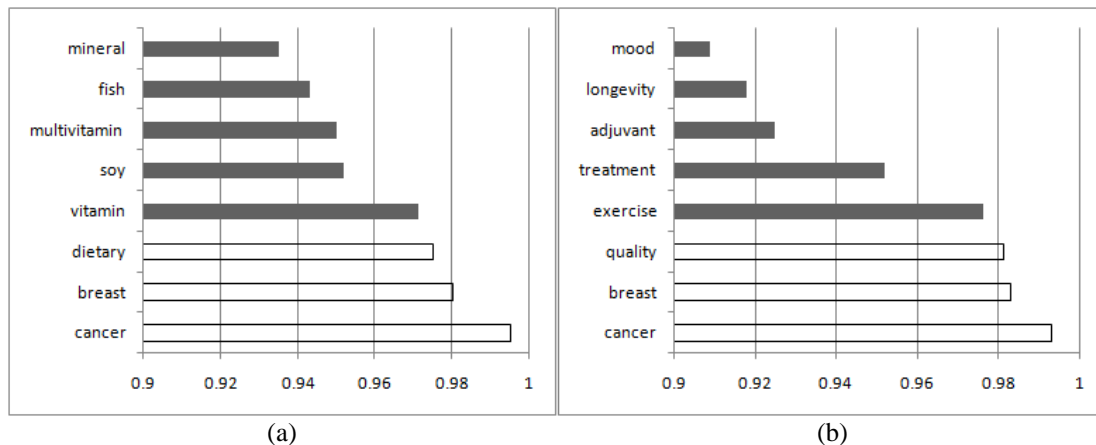 mineral
fish
multivitamin
soy
vitamin
dietary
breast
cancer
0.9 0.92 0.94 0.96 0.98 1
(a)
mood
longevity
adjuvant
treatment
exercise
quality
breast
cancer
0.9 0.92 0.94 0.96 0.98 1
(b)